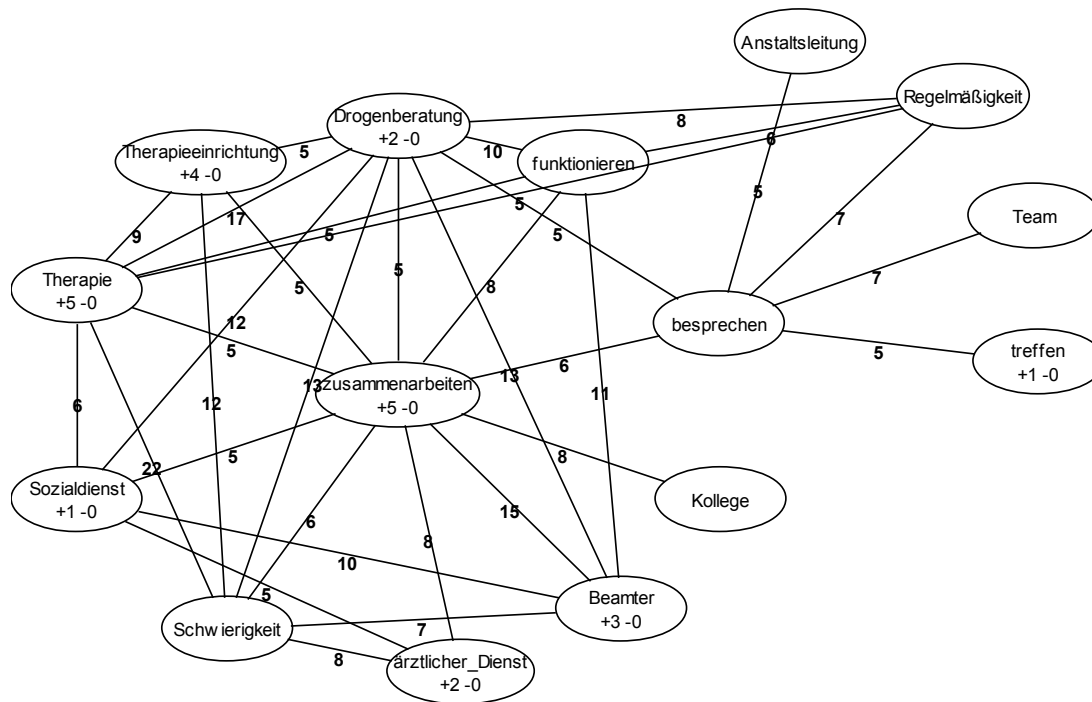 Anstaltsleitung
Regelmäßigkeit
Drogenberatung
+2 -0
8
Therapieeinrichtung
+4 -0
5
10
funktionieren
6
5
7
Team
17
5
5
5
9
7
Therapie
+5 -0
5
8
5
besprechen
12
5
6
5
treffen
+1 -0
13
zusammenarbeiten
+5 -0
13
11
6
12
5
8
22
Sozialdienst
+1 -0
Kollege
6
15
8
10
5
Beamter
+3 -0
Schwierigkeit
7
8
ärztlicher_Dienst
+2 -0